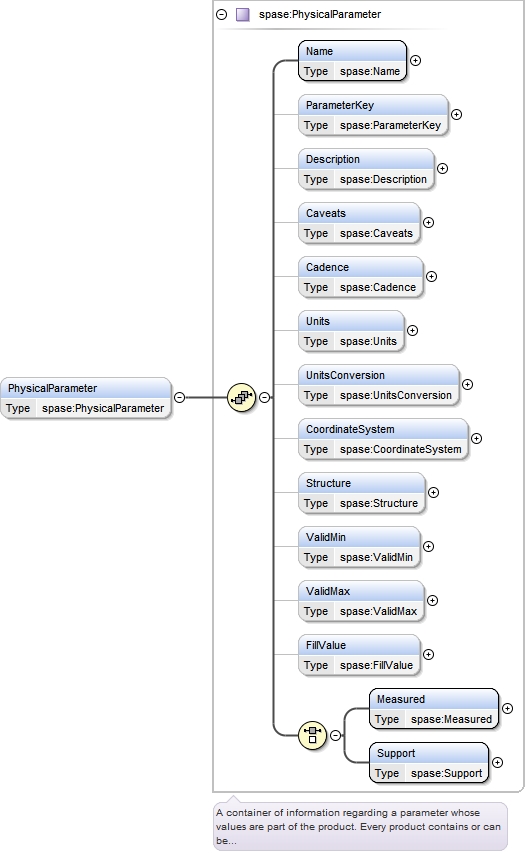 spase:PhysicalParameter
Name
Type spase:Name
ParameterKey
Type spase:ParameterKey
Description
Type spase:Description
Caveats
Type spase:Caveats
Cadence
Type spase:Cadence
Units
Type spase:Units
PhysicalParameter
Type spase:PhysicalParameter
UnitsConversion
Type spase:UnitsConversion
CoordinateSystem
Type spase:CoordinateSystem
Structure
Type spase:Structure
ValidMin
Type spase:ValidMin
ValidMax
Type spase:ValidMax
FillValue
Type spase:FillValue
Measured
Type spase:Measured
Support
Type spase:Support
A container of information regarding a parameter whose
values are part of the product. Every product contains or can
be...